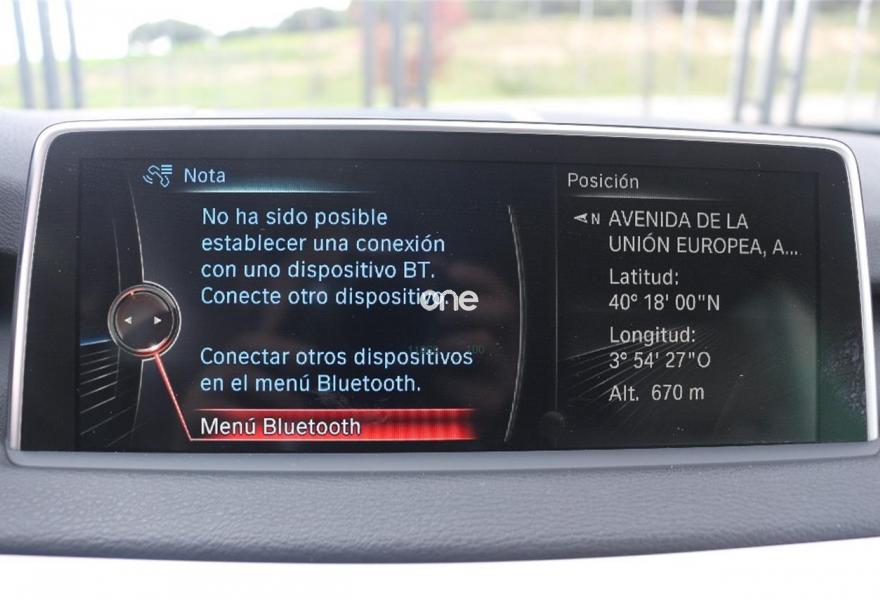 Nota
No ha sido posible
establecer una conexión
con uno dispositivo BT.
Conecte otro dispositivo.
one
Conectar otros dispositivos
en el menú Bluetooth.
Menú Bluetooth
Posición
N AVENIDA DE LA
UNIÓN EUROPEA, A...
Latitud:
40° 18' 00"N
Longitud:
3° 54' 27"O
Alt. 670 m